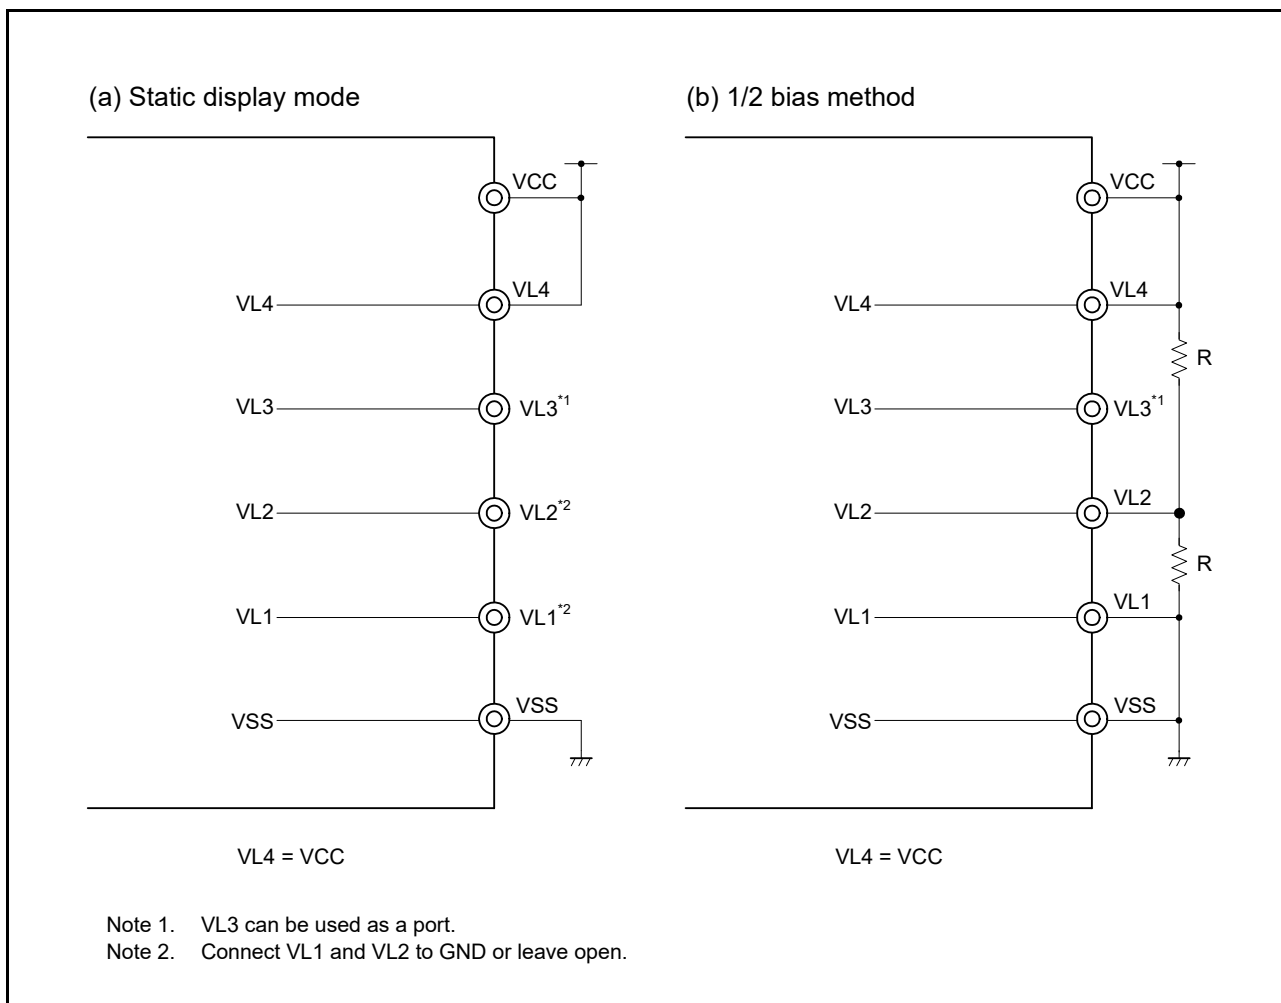 (a) Static display mode
VCC
VL4 VL4
VL3 VL3*1
VL2 VL2*2
VL1 VL1*2
VSS VSS
VL4 = VCC
(b) 1/2 bias method
VCC
VL4 VL4
R
VL3 VL3*1
VL2 VL2
R
VL1 VL1
VSS VSS
VL4 = VCC
Note 1. VL3 can be used as a port.
Note 2. Connect VL1 and VL2 to GND or leave open.